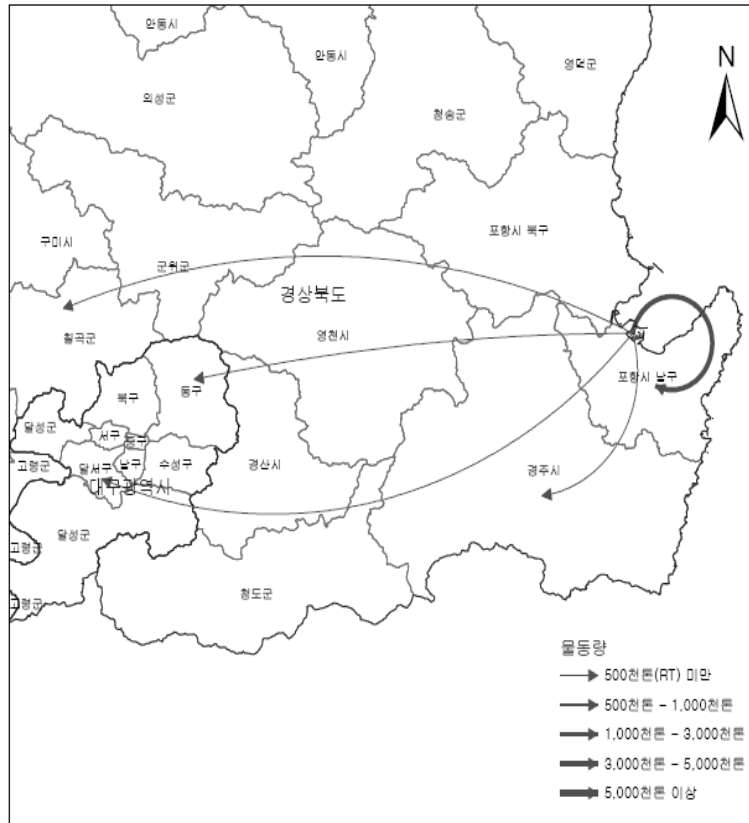 안동시
안동시
영덕군
N
의성군
청송군
구미시
포항시 북구
군위군
경상북도
칠곡군
영천시
북구
동구
포항시 남구
달성군
서구
중구
고령군
달서구
남구
수성구
경산시
경주시
대구광역시
달성군
고령군
청도군
고령군
물동량
500천톤(RT) 미만
500천톤 - 1,000천톤
1,000천톤 - 3,000천톤
3,000천톤 - 5,000천톤
5,000천톤 이상